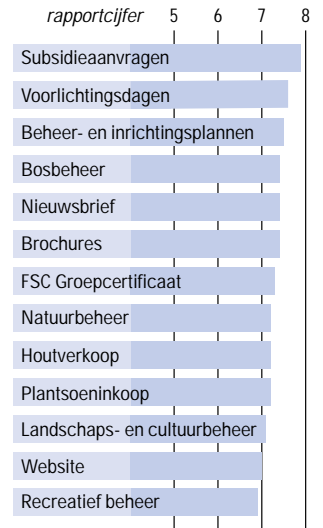 rapportcijfer 5 6 7 8
Subsidieaanvragen
Voorlichtingsdagen
Beheer- en inrichtingsplannen
Bosbeheer
Nieuwsbrief
Brochures
FSC Groepcertificaat
Natuurbeheer
Houtverkoop
Plantsoeninkoop
Landschaps- en cultuurbeheer
Website
Recreatief beheer